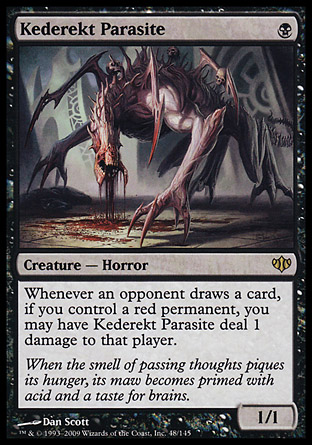 Kederekt Parasite
Creature — Horror
Whenever an opponent draws a card,
if you control a red permanent, you
may have Kederekt Parasite deal 1
damage to that player.
When the smell of passing thoughts piques
its hunger, its maw becomes primed with
acid and a taste for brains.
Dan Scott
™ & © 1993–2009 Wizards of the Coast, Inc. 48/145
1/1